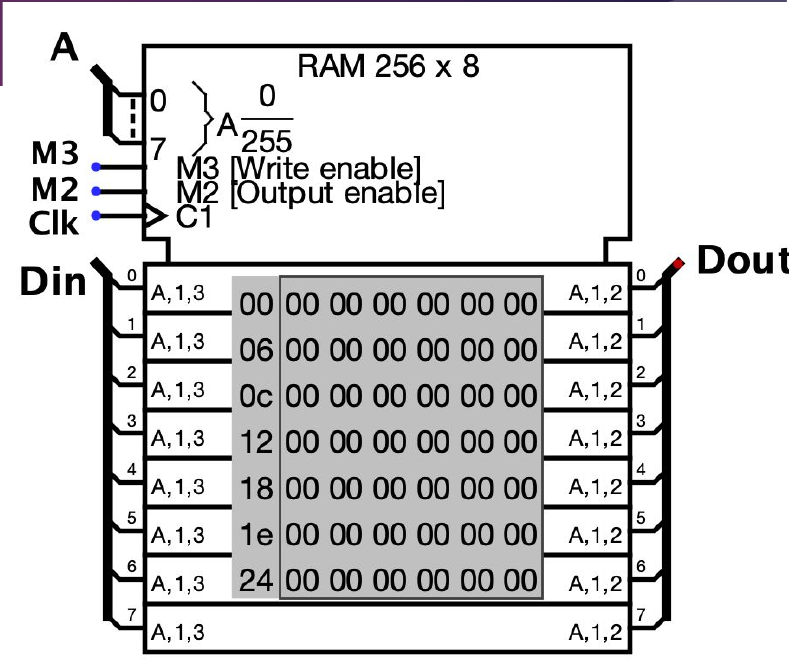 RAM 256 x 8
A
0
7
A 0
255
M3
M3 [Write enable]
M2
M2 [Output enable]
Clk
C1
Din
Dout
0 A,1,3 00 00 00 00 00 00 00 A,1,2 0
1 A,1,3 06 00 00 00 00 00 00 A,1,2 1
2 A,1,3 0c 00 00 00 00 00 00 A,1,2 2
3 A,1,3 12 00 00 00 00 00 00 A,1,2 3
4 A,1,3 18 00 00 00 00 00 00 A,1,2 4
5 A,1,3 1e 00 00 00 00 00 00 A,1,2 5
6 A,1,3 24 00 00 00 00 00 00 A,1,2 6
7 A,1,3 A,1,2 7